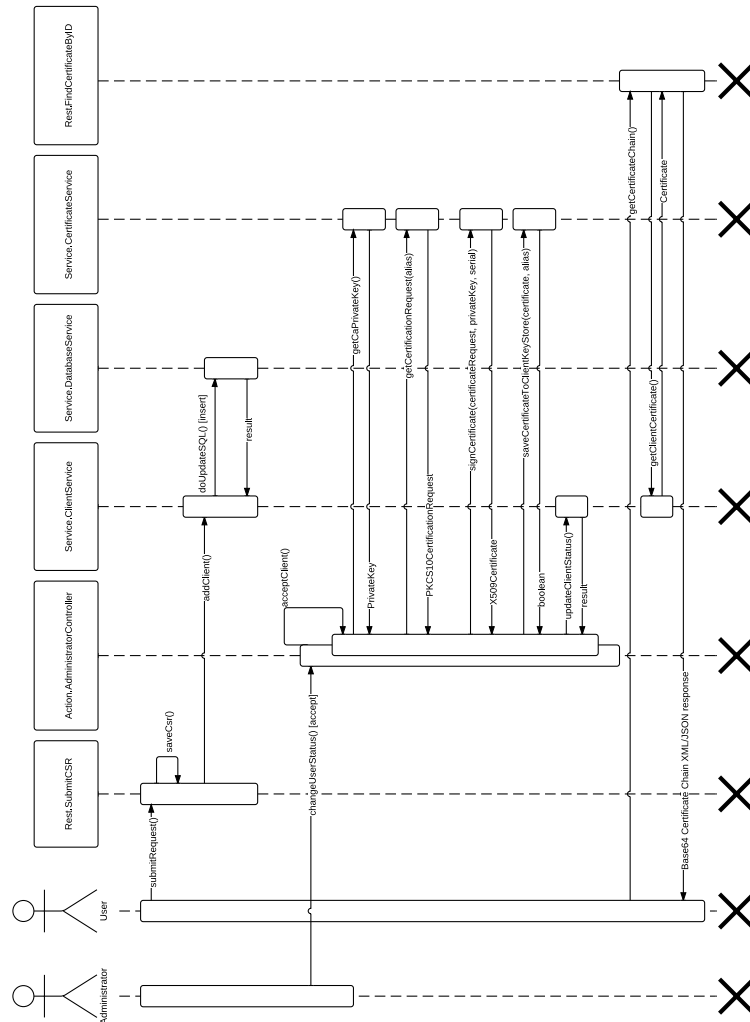 Administrator
User
Rest.SubmitCSR
Action.AdministratorController
Service.ClientService
Service.DatabaseService
Service.CertificateService
Rest.FindCertificateByID
submitRequest()
saveCsr()
addClient()
doUpdateSQL() [insert]
result
changeUserStatus() [accept]
acceptClient()
getCaPrivateKey()
PrivateKey
getCertificationRequest(alias)
PKCS10CertificationRequest
signCertificate(certificateRequest, privateKey, serial)
X509Certificate
saveCertificateToClientKeyStore(certificate, alias)
boolean
updateClientStatus()
result
getCertificateChain()
getClientCertificate()
Certificate
Base64 Certificate Chain XML/JSON response